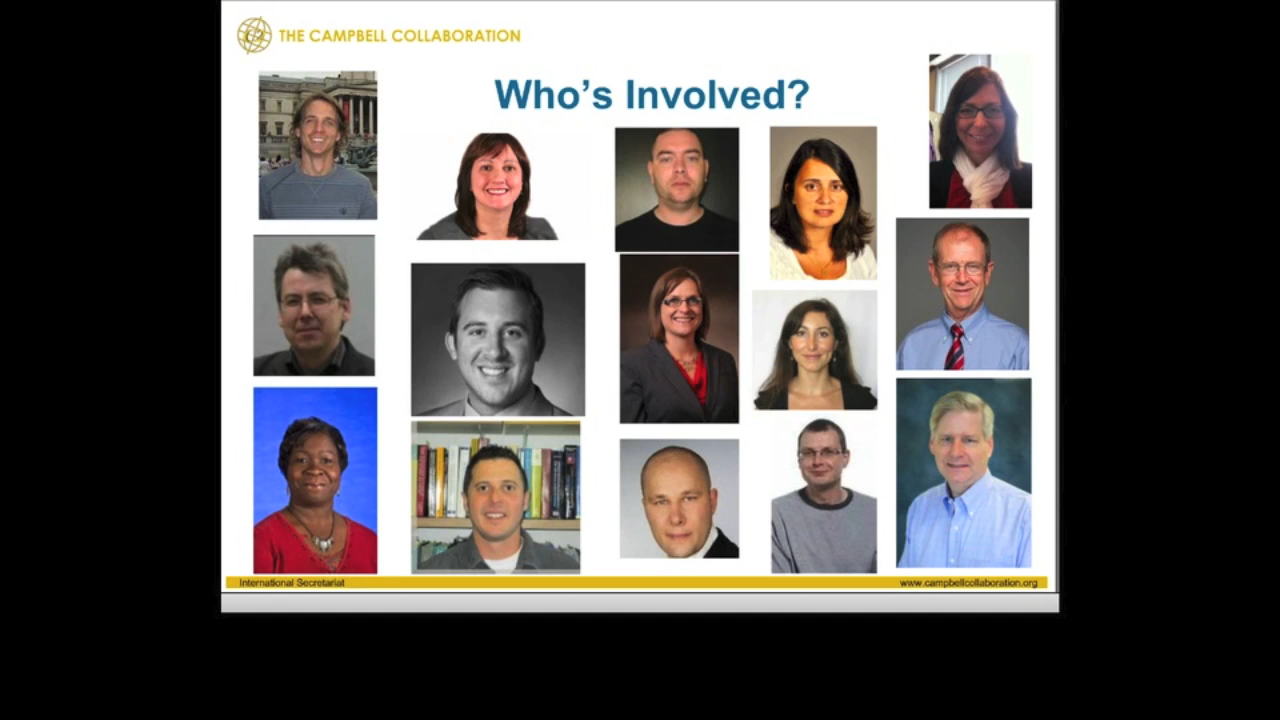 THE CAMPBELL COLLABORATION
Who's Involved?
International Secretariat
www.campbellcollaboration.org